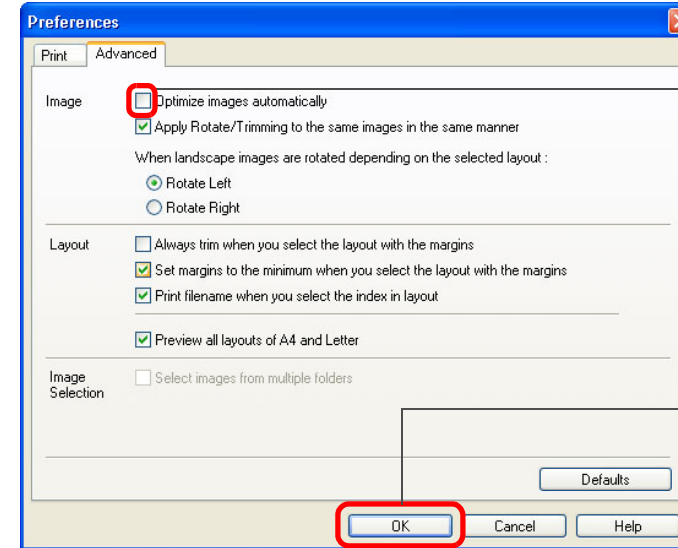 Preferences
Print Advanced
Image Optimize images automatically
Apply Rotate/Trimming to the same images in the same manner
When landscape images are rotated depending on the selected layout :
Rotate Left
Rotate Right
Layout Always trim when you select the layout with the margins
Set margins to the minimum when you select the layout with the margins
Print filename when you select the index in layout
Preview all layouts of A4 and Letter
Image Selection Select images from multiple folders
Defaults
OK Cancel Help